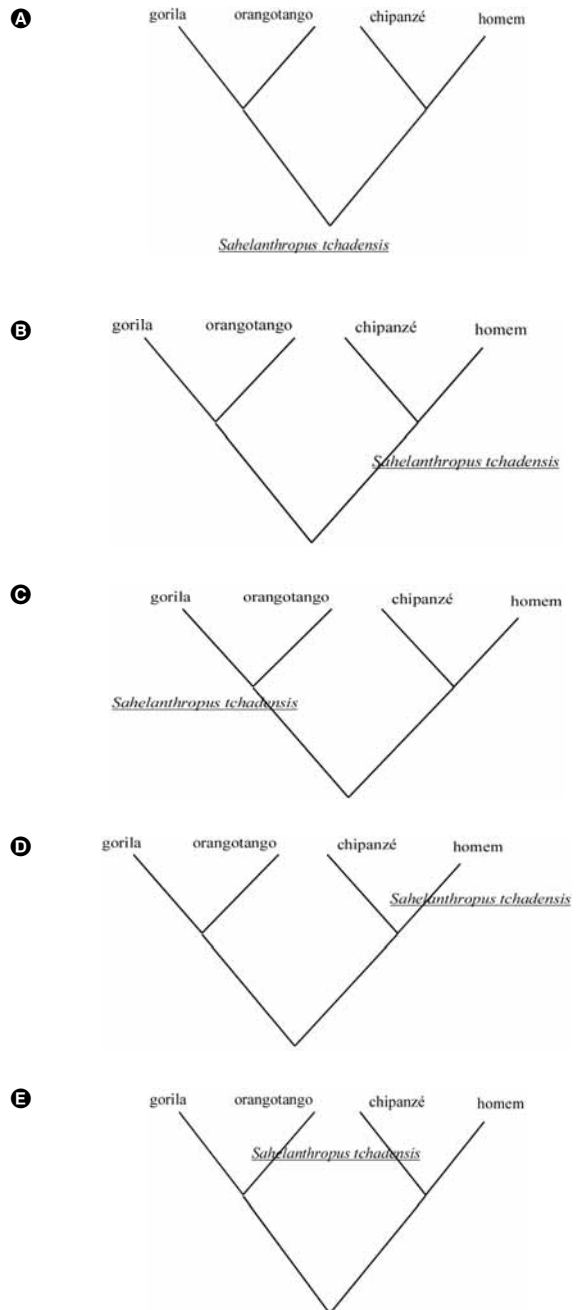 A
gorila orangotango chipanzé homem
Sahelanthropus tchadensis
B
gorila orangotango chipanzé homem
Sahelanthropus tchadensis
C
gorila orangotango chipanzé homem
Sahelanthropus tchadensis
D
gorila orangotango chipanzé homem
Sahelanthropus tchadensis
E
gorila orangotango chipanzé homem
Sahelanthropus tchadensis